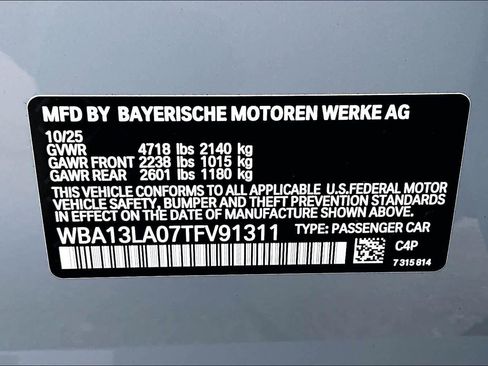 MFD BY BAYERISCHE MOTOREN WERKE AG
10/25
GVWR 4718 lbs 2140 kg
GAWR FRONT 2238 lbs 1015 kg
GAWR REAR 2601 lbs 1180 kg
THIS VEHICLE CONFORMS TO ALL APPLICABLE U.S.FEDERAL MOTOR
VEHICLE SAFETY, BUMPER AND THEFT PREVENTION STANDARDS
IN EFFECT ON THE DATE OF MANUFACTURE SHOWN ABOVE.
WBA13LA07TFV91311 TYPE: PASSENGER CAR
C4P
7 315 814